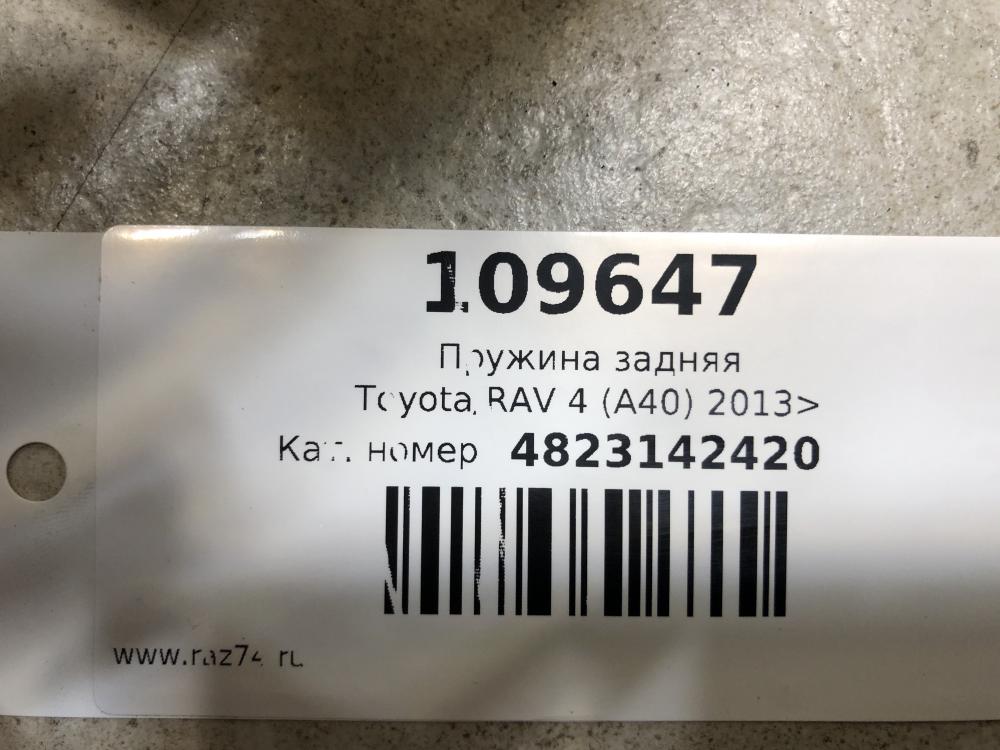 109647
Пружина задняя
Toyota RAV 4 (A40) 2013>
Кат. номер 4823142420
www.raz74.ru